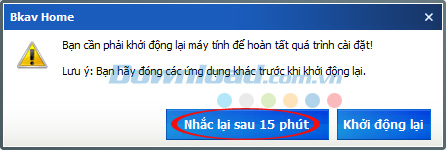 Bkav Home
Bạn cần phải khởi động lại máy tính để hoàn tất quá trình cài đặt!
Lưu ý: Bạn hãy đóng các ứng dụng khác trước khi khởi động lại.
Nhắc lại sau 15 phút Khởi động lại